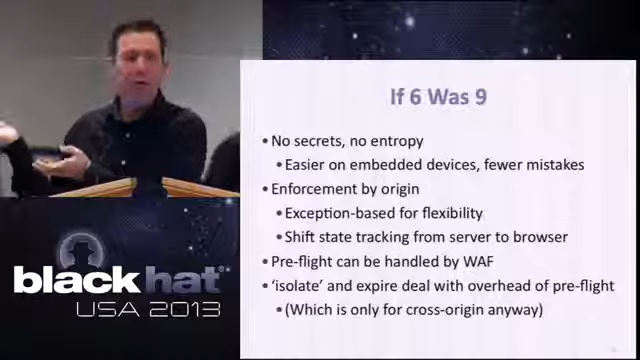 If 6 Was 9
• No secrets, no entropy
• Easier on embedded devices, fewer mistakes
• Enforcement by origin
• Exception-based for flexibility
• Shift state tracking from server to browser
• Pre-flight can be handled by WAF
• ‘isolate’ and expire deal with overhead of pre-flight
• (Which is only for cross-origin anyway)
black hat®
USA 2013